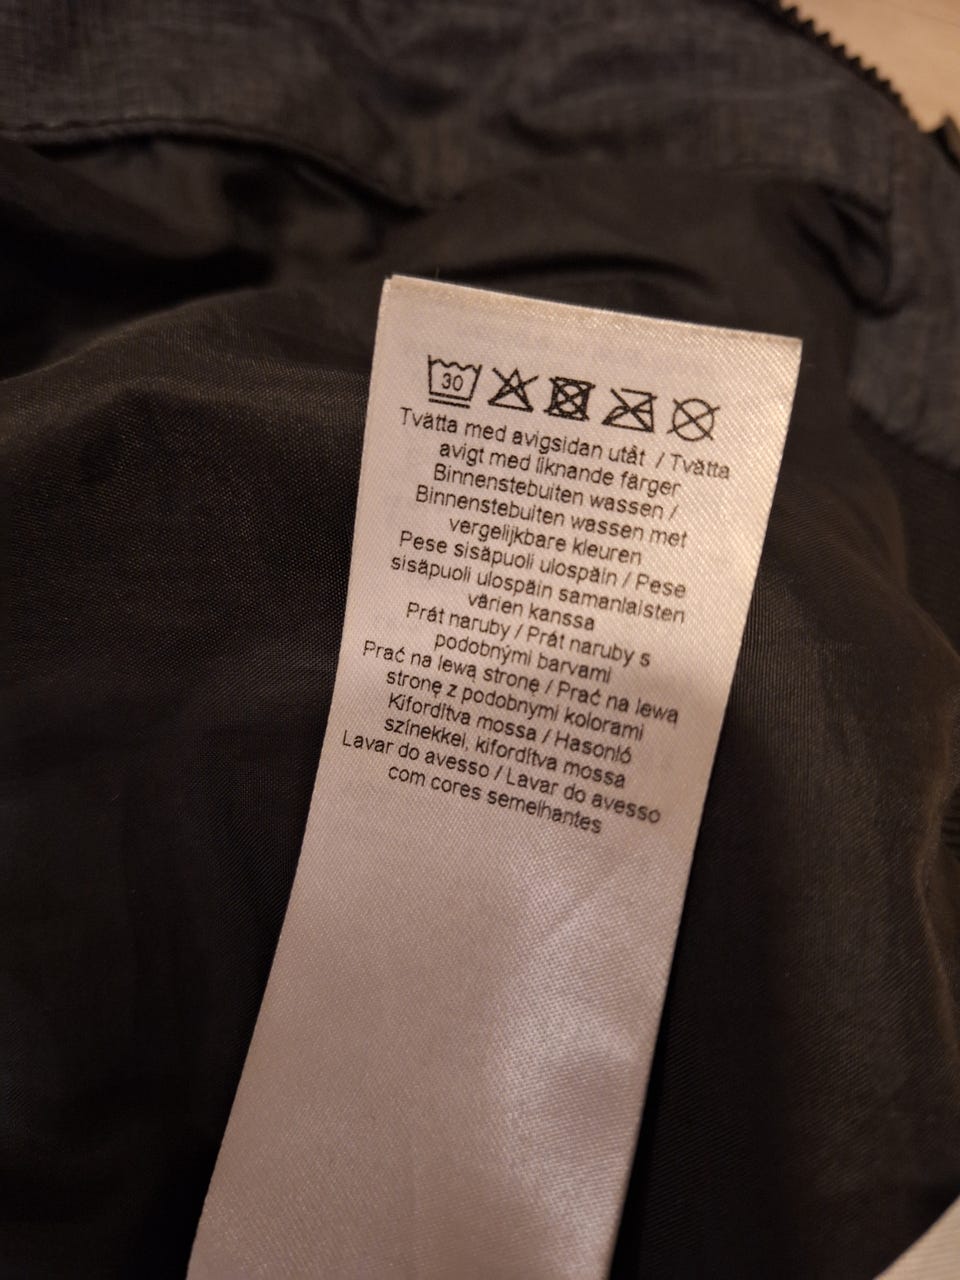 30
Tvätta med avigsidan utåt / Tvätta
avigt med liknande färger
Binnenstebuiten wassen /
Binnenstebuiten wassen met
vergelijkbare kleuren
Pese sisäpuoli ulospäin / Pese
sisäpuoli ulospäin samanlaisten
värien kanssa
Prát naruby / Prát naruby s
podobnými barvami
Prać na lewą stronę / Prać na lewą
stronę z podobnymi kolorami
Kifordítva mossa / Hasonló
színekkel, kifordítva mossa
Lavar do avesso / Lavar do avesso
com cores semelhantes